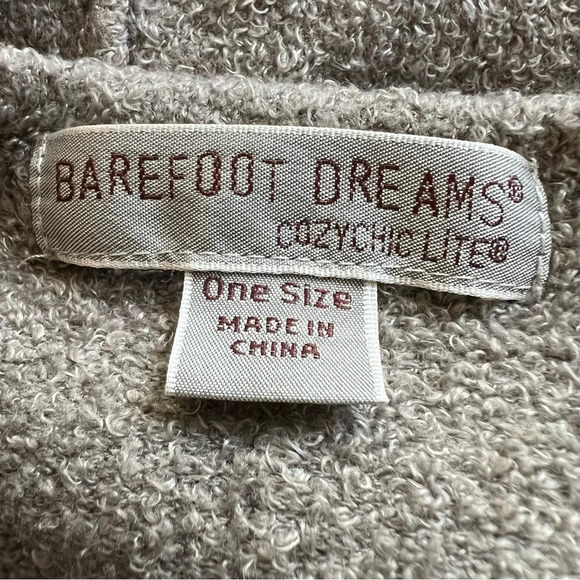 BAREFOOT DREAMS®
COZYCHIC LITE®
One Size
MADE IN
CHINA